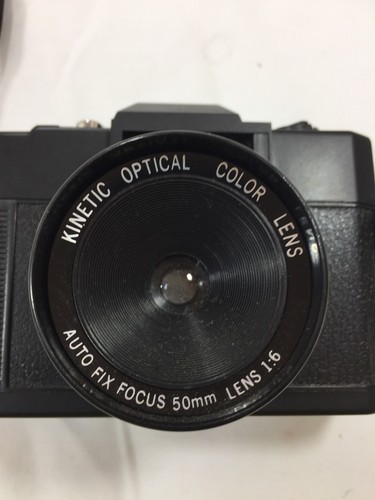 KINETIC OPTICAL COLOR LENS
AUTO FIX FOCUS 50mm LENS 1:6